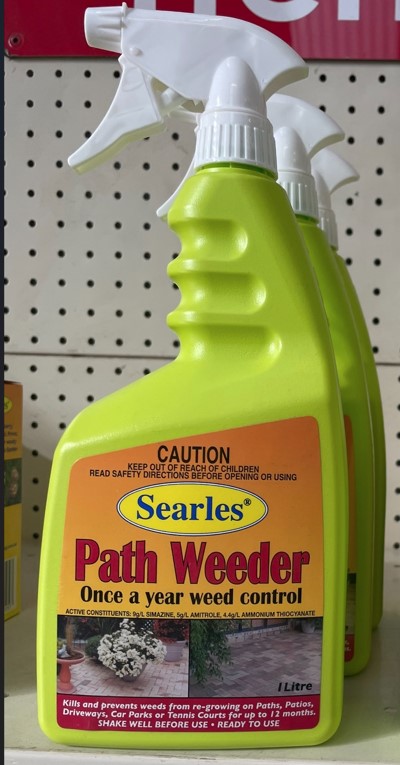 CAUTION
KEEP OUT OF REACH OF CHILDREN
READ SAFETY DIRECTIONS BEFORE OPENING OR USING
Searles®
Path Weeder
Once a year weed control
ACTIVE CONSTITUENTS: 9g/L SIMAZINE, 5g/L AMITROLE, 4.4g/L AMMONIUM THIOCYANATE
1 Litre
Kills and prevents weeds from re-growing on Paths, Patios,
Driveways, Car Parks or Tennis Courts for up to 12 months.
SHAKE WELL BEFORE USE • READY TO USE